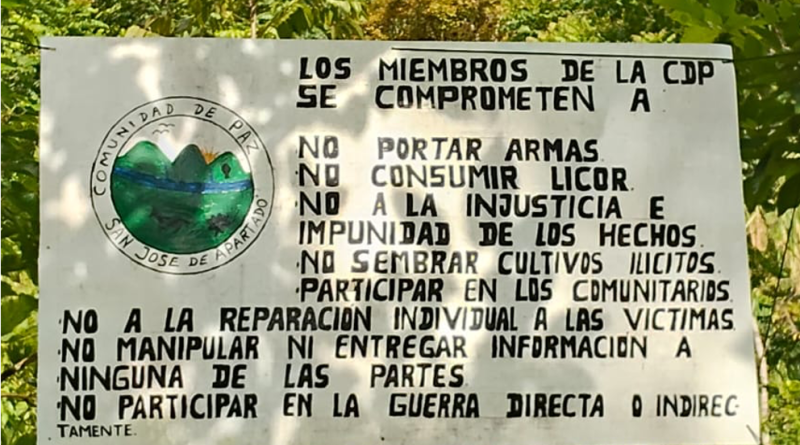 LOS MIEMBROS DE LA CDP
SE COMPROMETEN A
COMUNIDAD DE PAZ
SAN JOSE DE APARTADO
NO PORTAR ARMAS.
·NO CONSUMIR LICOR.
·NO A LA INJUSTICIA E
IMPUNIDAD DE LOS HECHOS.
·NO SEMBRAR CULTIVOS ILICITOS.
·PARTICIPAR EN LOS COMUNITARIOS.
·NO A LA REPARACIÓN INDIVIDUAL A LAS VICTIMAS
·NO MANIPULAR NI ENTREGAR INFORMACIÓN A
NINGUNA DE LAS PARTES.
·NO PARTICIPAR EN LA GUERRA DIRECTA O INDIREC-
TAMENTE.